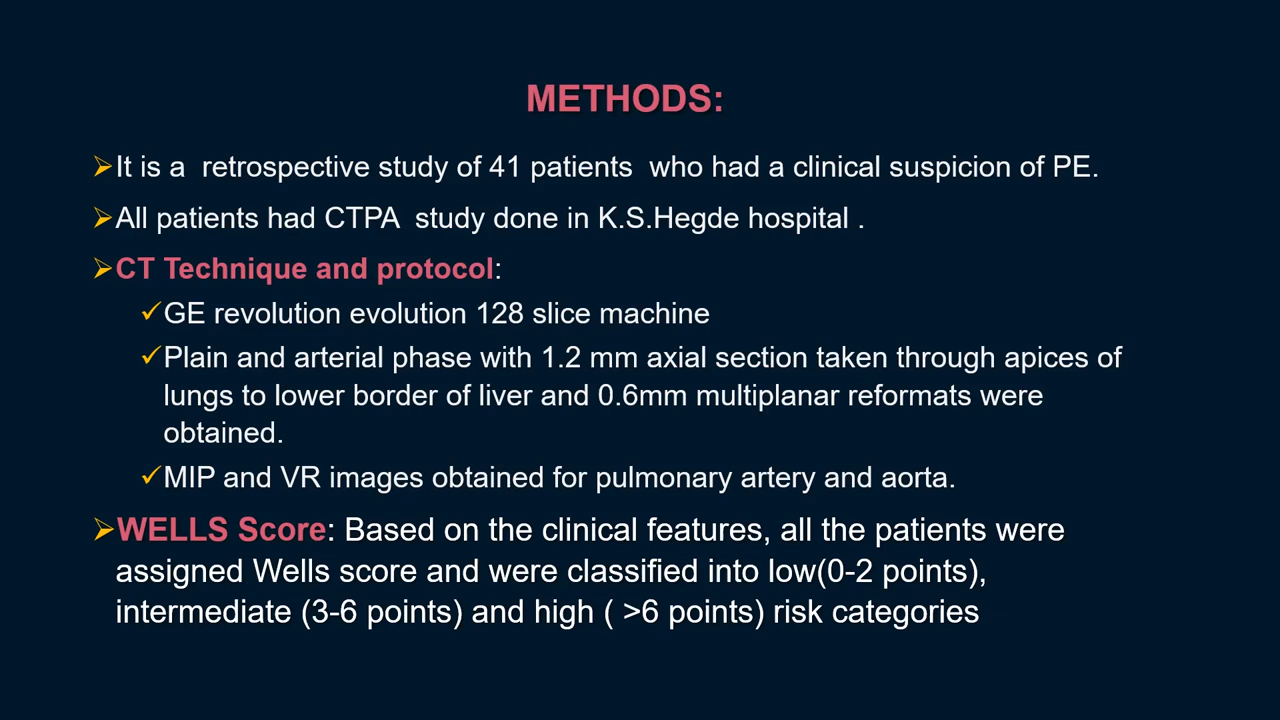 METHODS:
➢It is a  retrospective study of 41 patients  who had a clinical suspicion of PE.
➢All patients had CTPA  study done in K.S.Hegde hospital .
➢CT Technique and protocol:
✓GE revolution evolution 128 slice machine
✓Plain and arterial phase with 1.2 mm axial section taken through apices of
lungs to lower border of liver and 0.6mm multiplanar reformats were
obtained.
✓MIP and VR images obtained for pulmonary artery and aorta.
➢WELLS Score: Based on the clinical features, all the patients were
assigned Wells score and were classified into low(0-2 points),
intermediate (3-6 points) and high ( >6 points) risk categories